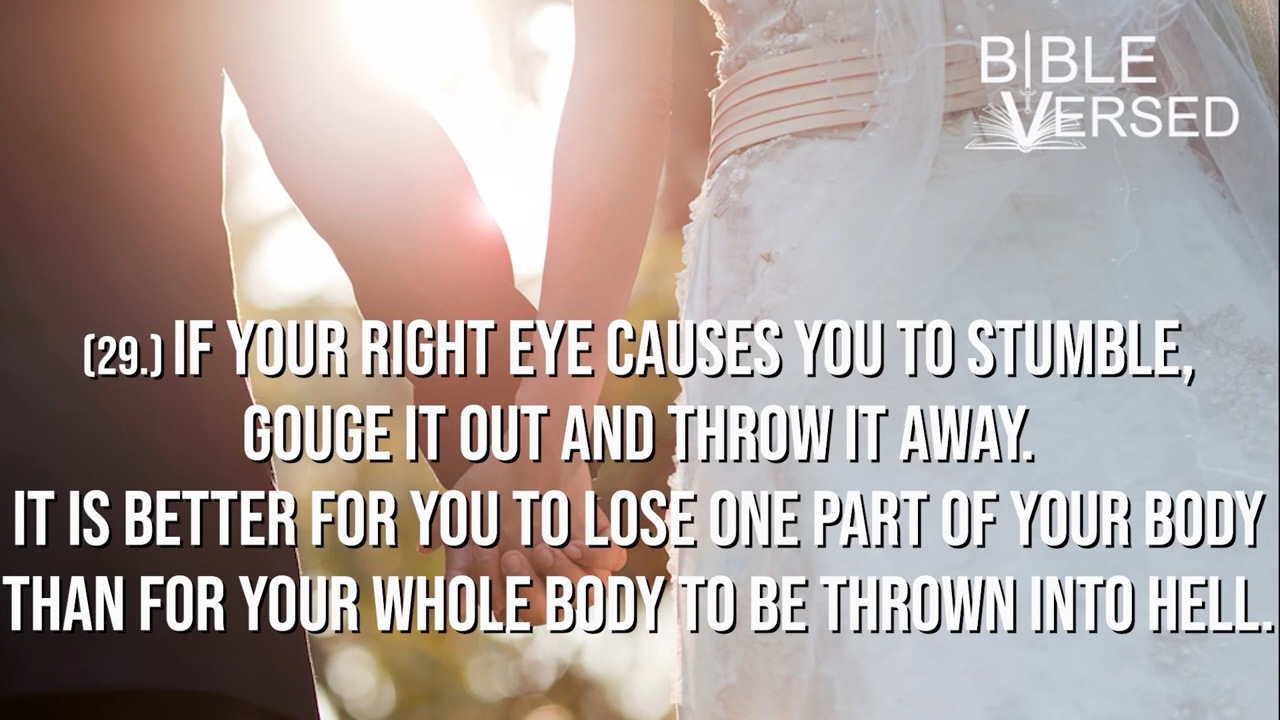 BIBLE
VERSED
(29.) IF YOUR RIGHT EYE CAUSES YOU TO STUMBLE,
GOUGE IT OUT AND THROW IT AWAY.
IT IS BETTER FOR YOU TO LOSE ONE PART OF YOUR BODY
THAN FOR YOUR WHOLE BODY TO BE THROWN INTO HELL.